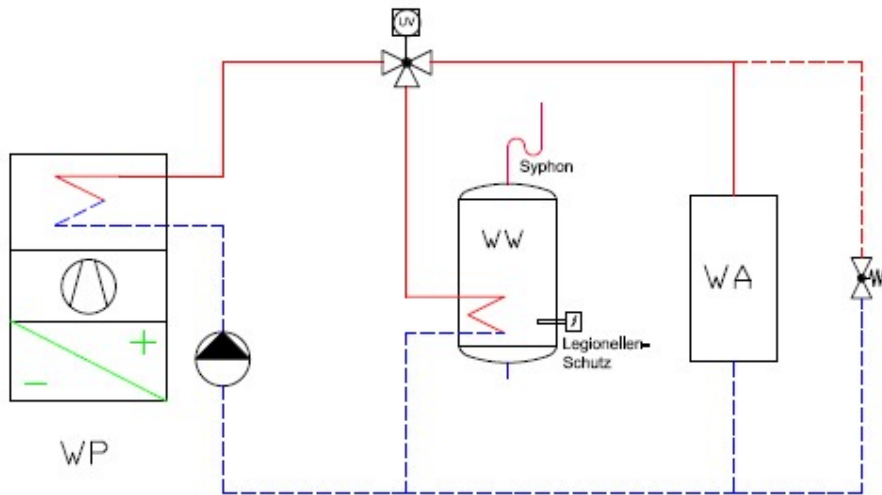 UV
Syphon
WW
WA
Legionellen-
Schutz
+
-
WP